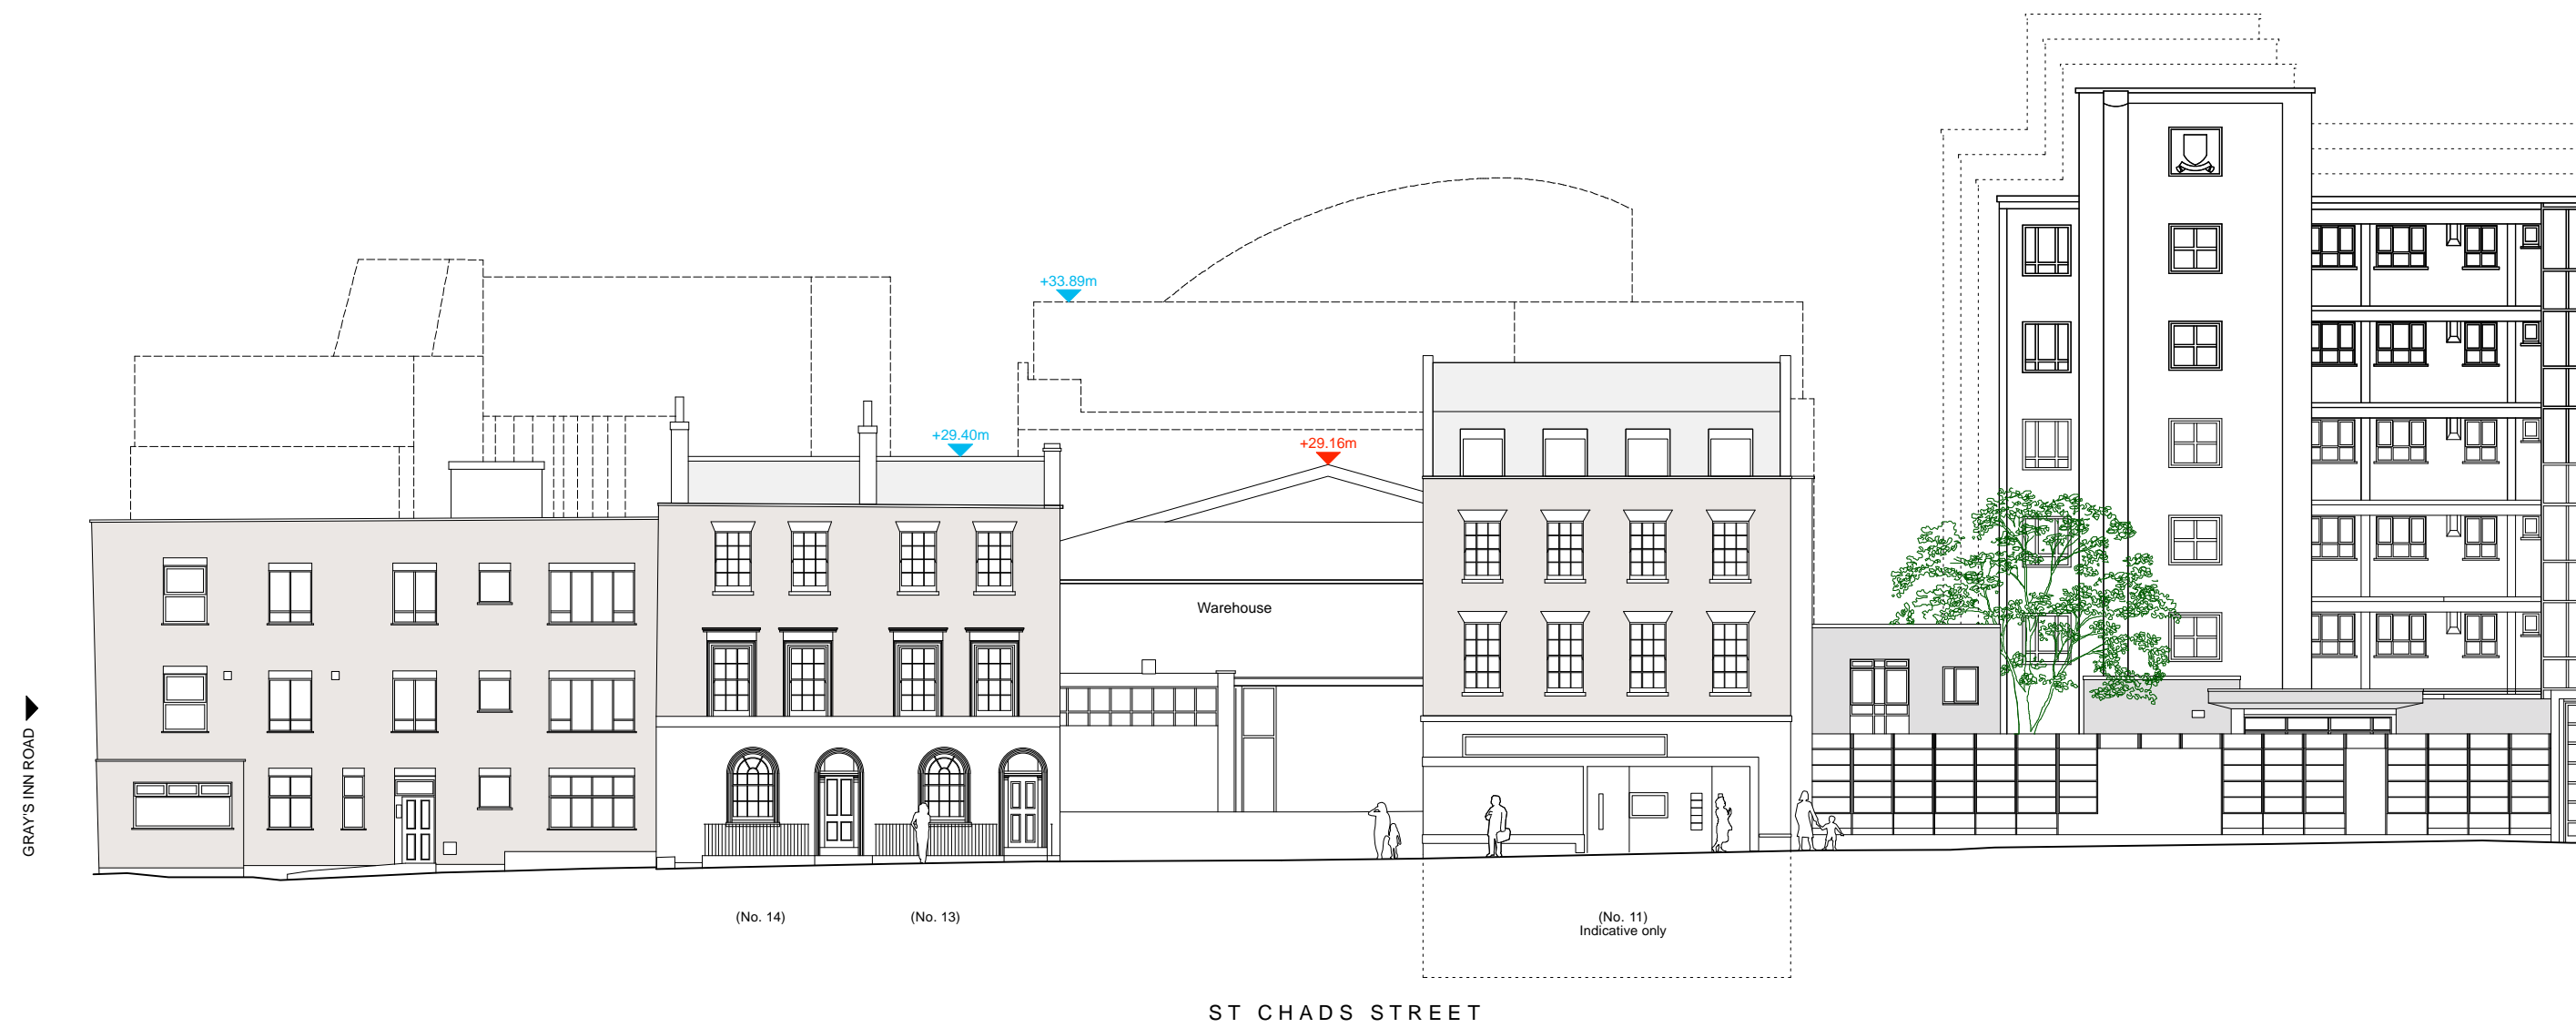 +33.89m
+29.40m
+29.16m
Warehouse
GRAY'S INN ROAD
(No. 14)
(No. 13)
(No. 11)
Indicative only
ST CHADS STREET